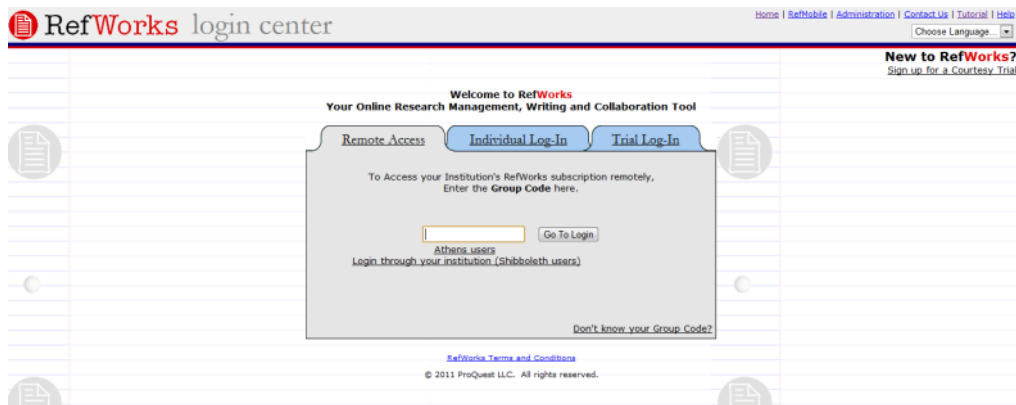 RefWorks login center
Home | RefMobile | Administration | Contact Us | Tutorial | Help
Choose Language...
New to RefWorks?
Sign up for a Courtesy Trial
Welcome to RefWorks
Your Online Research Management, Writing and Collaboration Tool
Remote Access Individual Log-In Trial Log-In
To Access your Institution's RefWorks subscription remotely,
Enter the Group Code here.
Go To Login
Athens users
Login through your institution (Shibboleth users)
Don't know your Group Code?
RefWorks Terms and Conditions
© 2011 ProQuest LLC. All rights reserved.